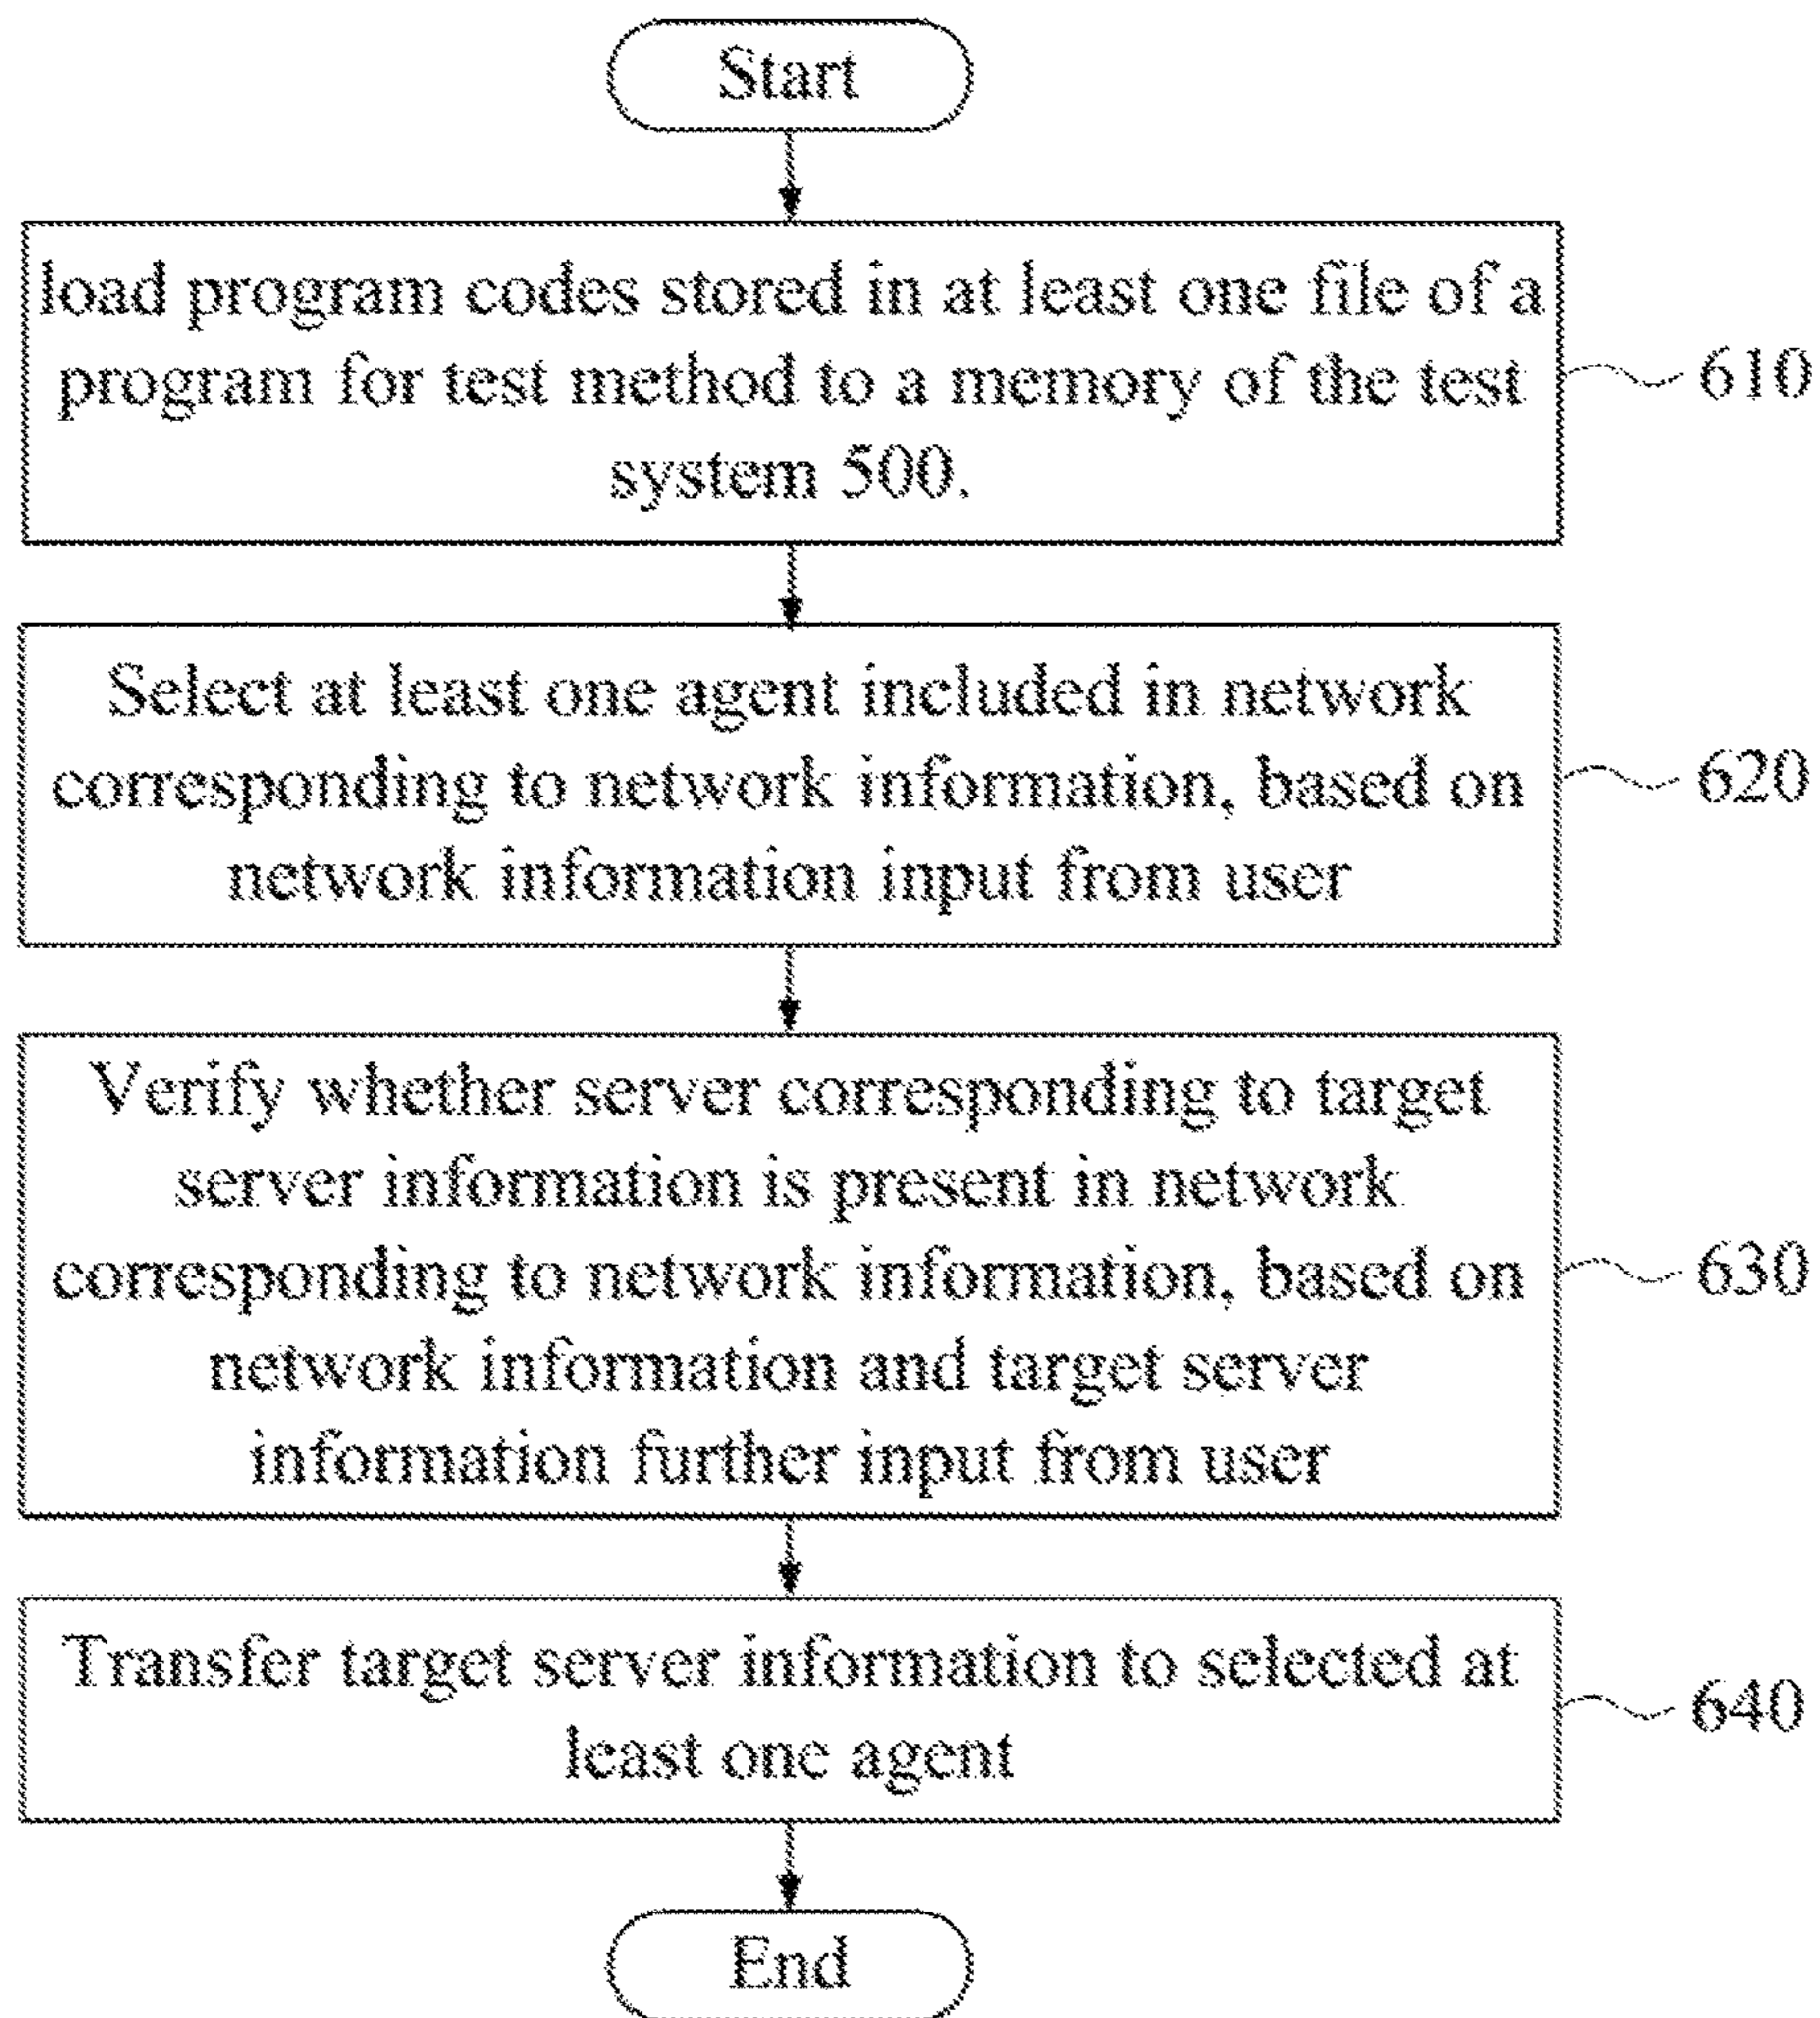 Start
load program codes stored in at least one file of a
program for test method to a memory of the test
system 500.
610
Select at least one agent included in network
corresponding to network information, based on
network information input from user
620
Verify whether server corresponding to target
server information is present in network
corresponding to network information, based on
network information and target server
information further input from user
630
Transfer target server information to selected at
least one agent
640
End